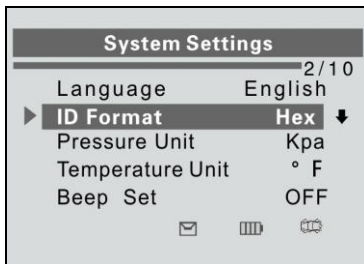 System Settings
2/10
Language English
ID Format Hex
Pressure Unit Kpa
Temperature Unit ° F
Beep Set OFF